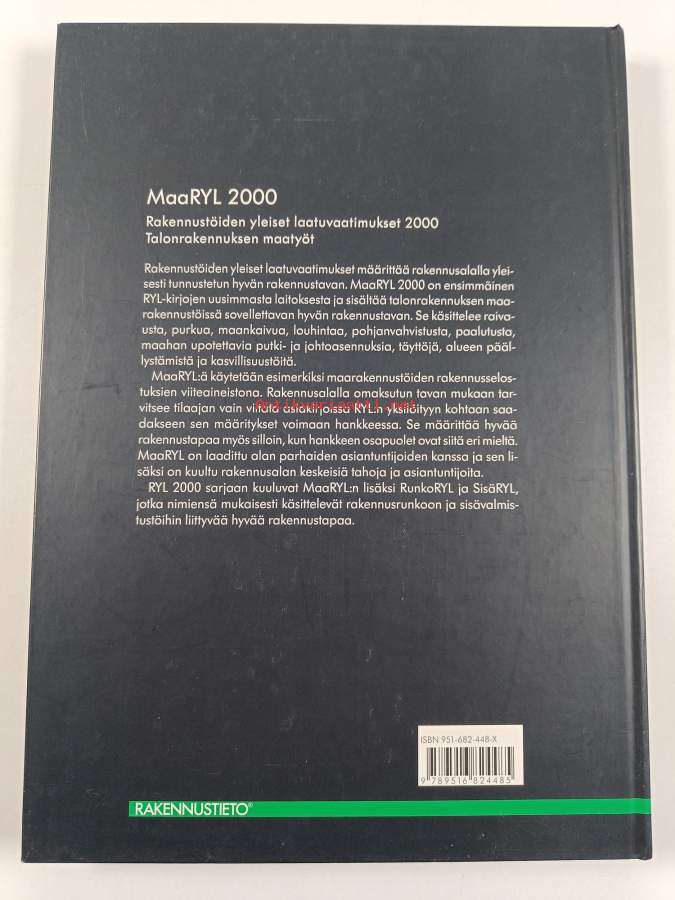 MaaRYL 2000
Rakennustöiden yleiset laatuvaatimukset 2000
Talonrakennuksen maatyöt
Rakennustöiden yleiset laatuvaatimukset määrittää rakennusalalla ylei-
sesti tunnustetun hyvän rakennustavan. MaaRYL 2000 on ensimmäinen
RYL-kirjojen uusimmasta laitoksesta ja sisältää talonrakennuksen maa-
rakennustöissä sovellettavan hyvän rakennustavan. Se käsittelee raiva-
usta, purkua, maankaivua, louhintaa, pohjanvahvistusta, paalutusta,
maahan upotettavia putki- ja johtoasennuksia, täyttöjä, alueen pääl-
lystämistä ja kasvillisuustöitä.
MaaRYL:ä käytetään esimerkiksi maarakennustöiden rakennusselos-
tuksien viiteaineistona. Rakennusalalla omaksutun tavan mukaan tar-
vitsee tilaajan vain viitata asiakirjoissa RYL:n yksilöityyn kohtaan saa-
dakseen sen määritykset voimaan hankkeessa. Se määrittää hyvää
rakennustapaa myös silloin, kun hankkeen osapuolet ovat siitä eri mieltä.
MaaRYL on laadittu alan parhaiden asiantuntijoiden kanssa ja sen li-
säksi on kuultu rakennusalan keskeisiä tahoja ja asiantuntijoita.
RYL 2000 sarjaan kuuluvat MaaRYL:n lisäksi RunkoRYL ja SisäRYL,
jotka nimiensä mukaisesti käsittelevät rakennusrunkoon ja sisävalmis-
tustöihin liittyvää hyvää rakennustapaa.
Antikvariaatti.net
ISBN 951-682-448-X
9 789516 824485
RAKENNUSTIETO®